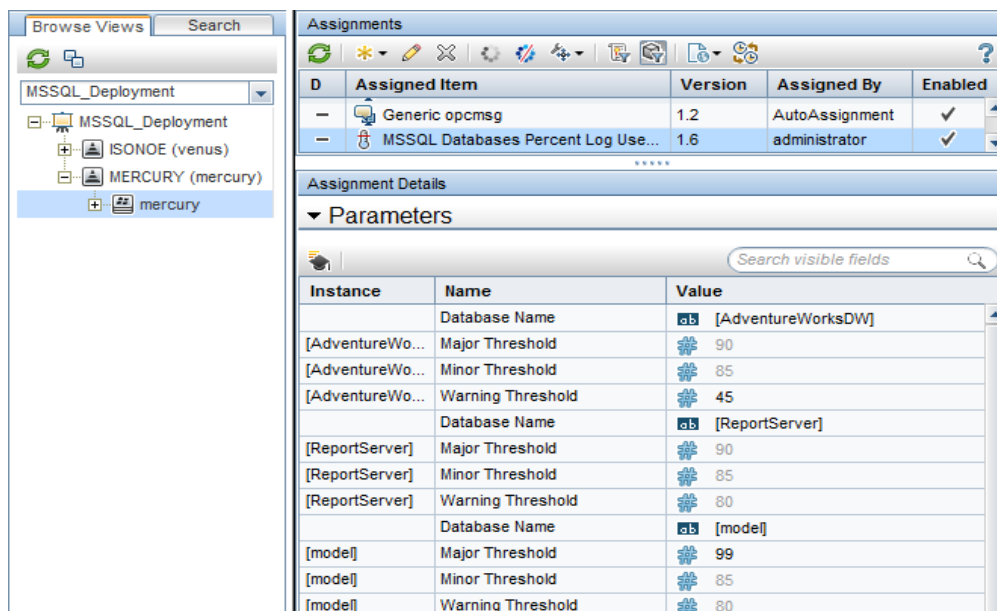 Browse Views Search
MSSQL_Deployment
MSSQL_Deployment
ISONOE (venus)
MERCURY (mercury)
mercury
Assignments
D Assigned Item Version Assigned By Enabled
Generic opcmsg 1.2 AutoAssignment
MSSQL Databases Percent Log Use... 1.6 administrator
Assignment Details
Parameters
Search visible fields
Instance Name Value
Database Name ab [AdventureWorksDW]
[AdventureWo... Major Threshold 90
[AdventureWo... Minor Threshold 85
[AdventureWo... Warning Threshold 45
Database Name ab [ReportServer]
[ReportServer] Major Threshold 90
[ReportServer] Minor Threshold 85
[ReportServer] Warning Threshold 80
Database Name ab [model]
[model] Major Threshold 99
[model] Minor Threshold 85
[model] Warning Threshold 80